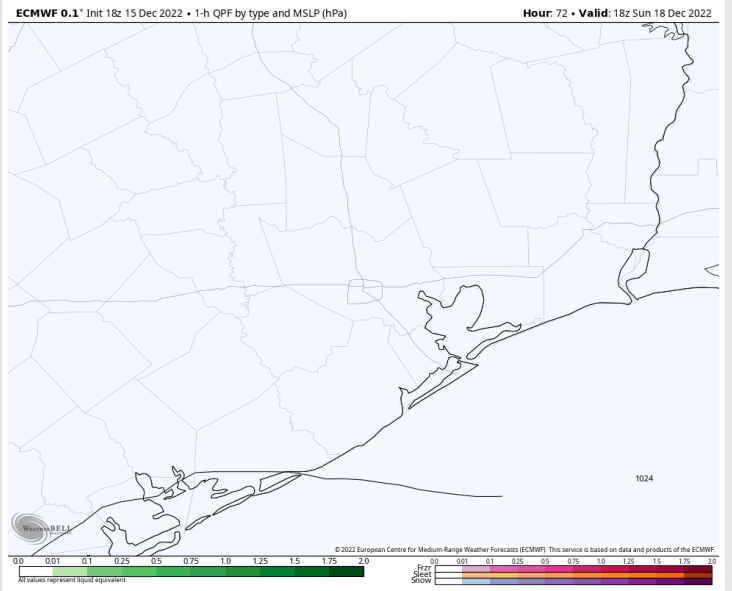 ECMWF 0.1° Init 18z 15 Dec 2022 • 1-h QPF by type and MSLP (hPa) Hour: 72 • Valid: 18z Sun 18 Dec 2022
1024
WEATHERBELL
© 2022 European Centre for Medium-Range Weather Forecasts (ECMWF). This service is based on data and products of the ECMWF.
0.0 0.01 0.1 0.25 0.5 0.75 1.0 1.25 1.5 1.75 2.0
All values represent liquid equivalent
0.0 0.01 0.1 0.25 0.5 0.75 1.0 1.25 1.5 1.75 2.0
Frzr
Sleet
Snow